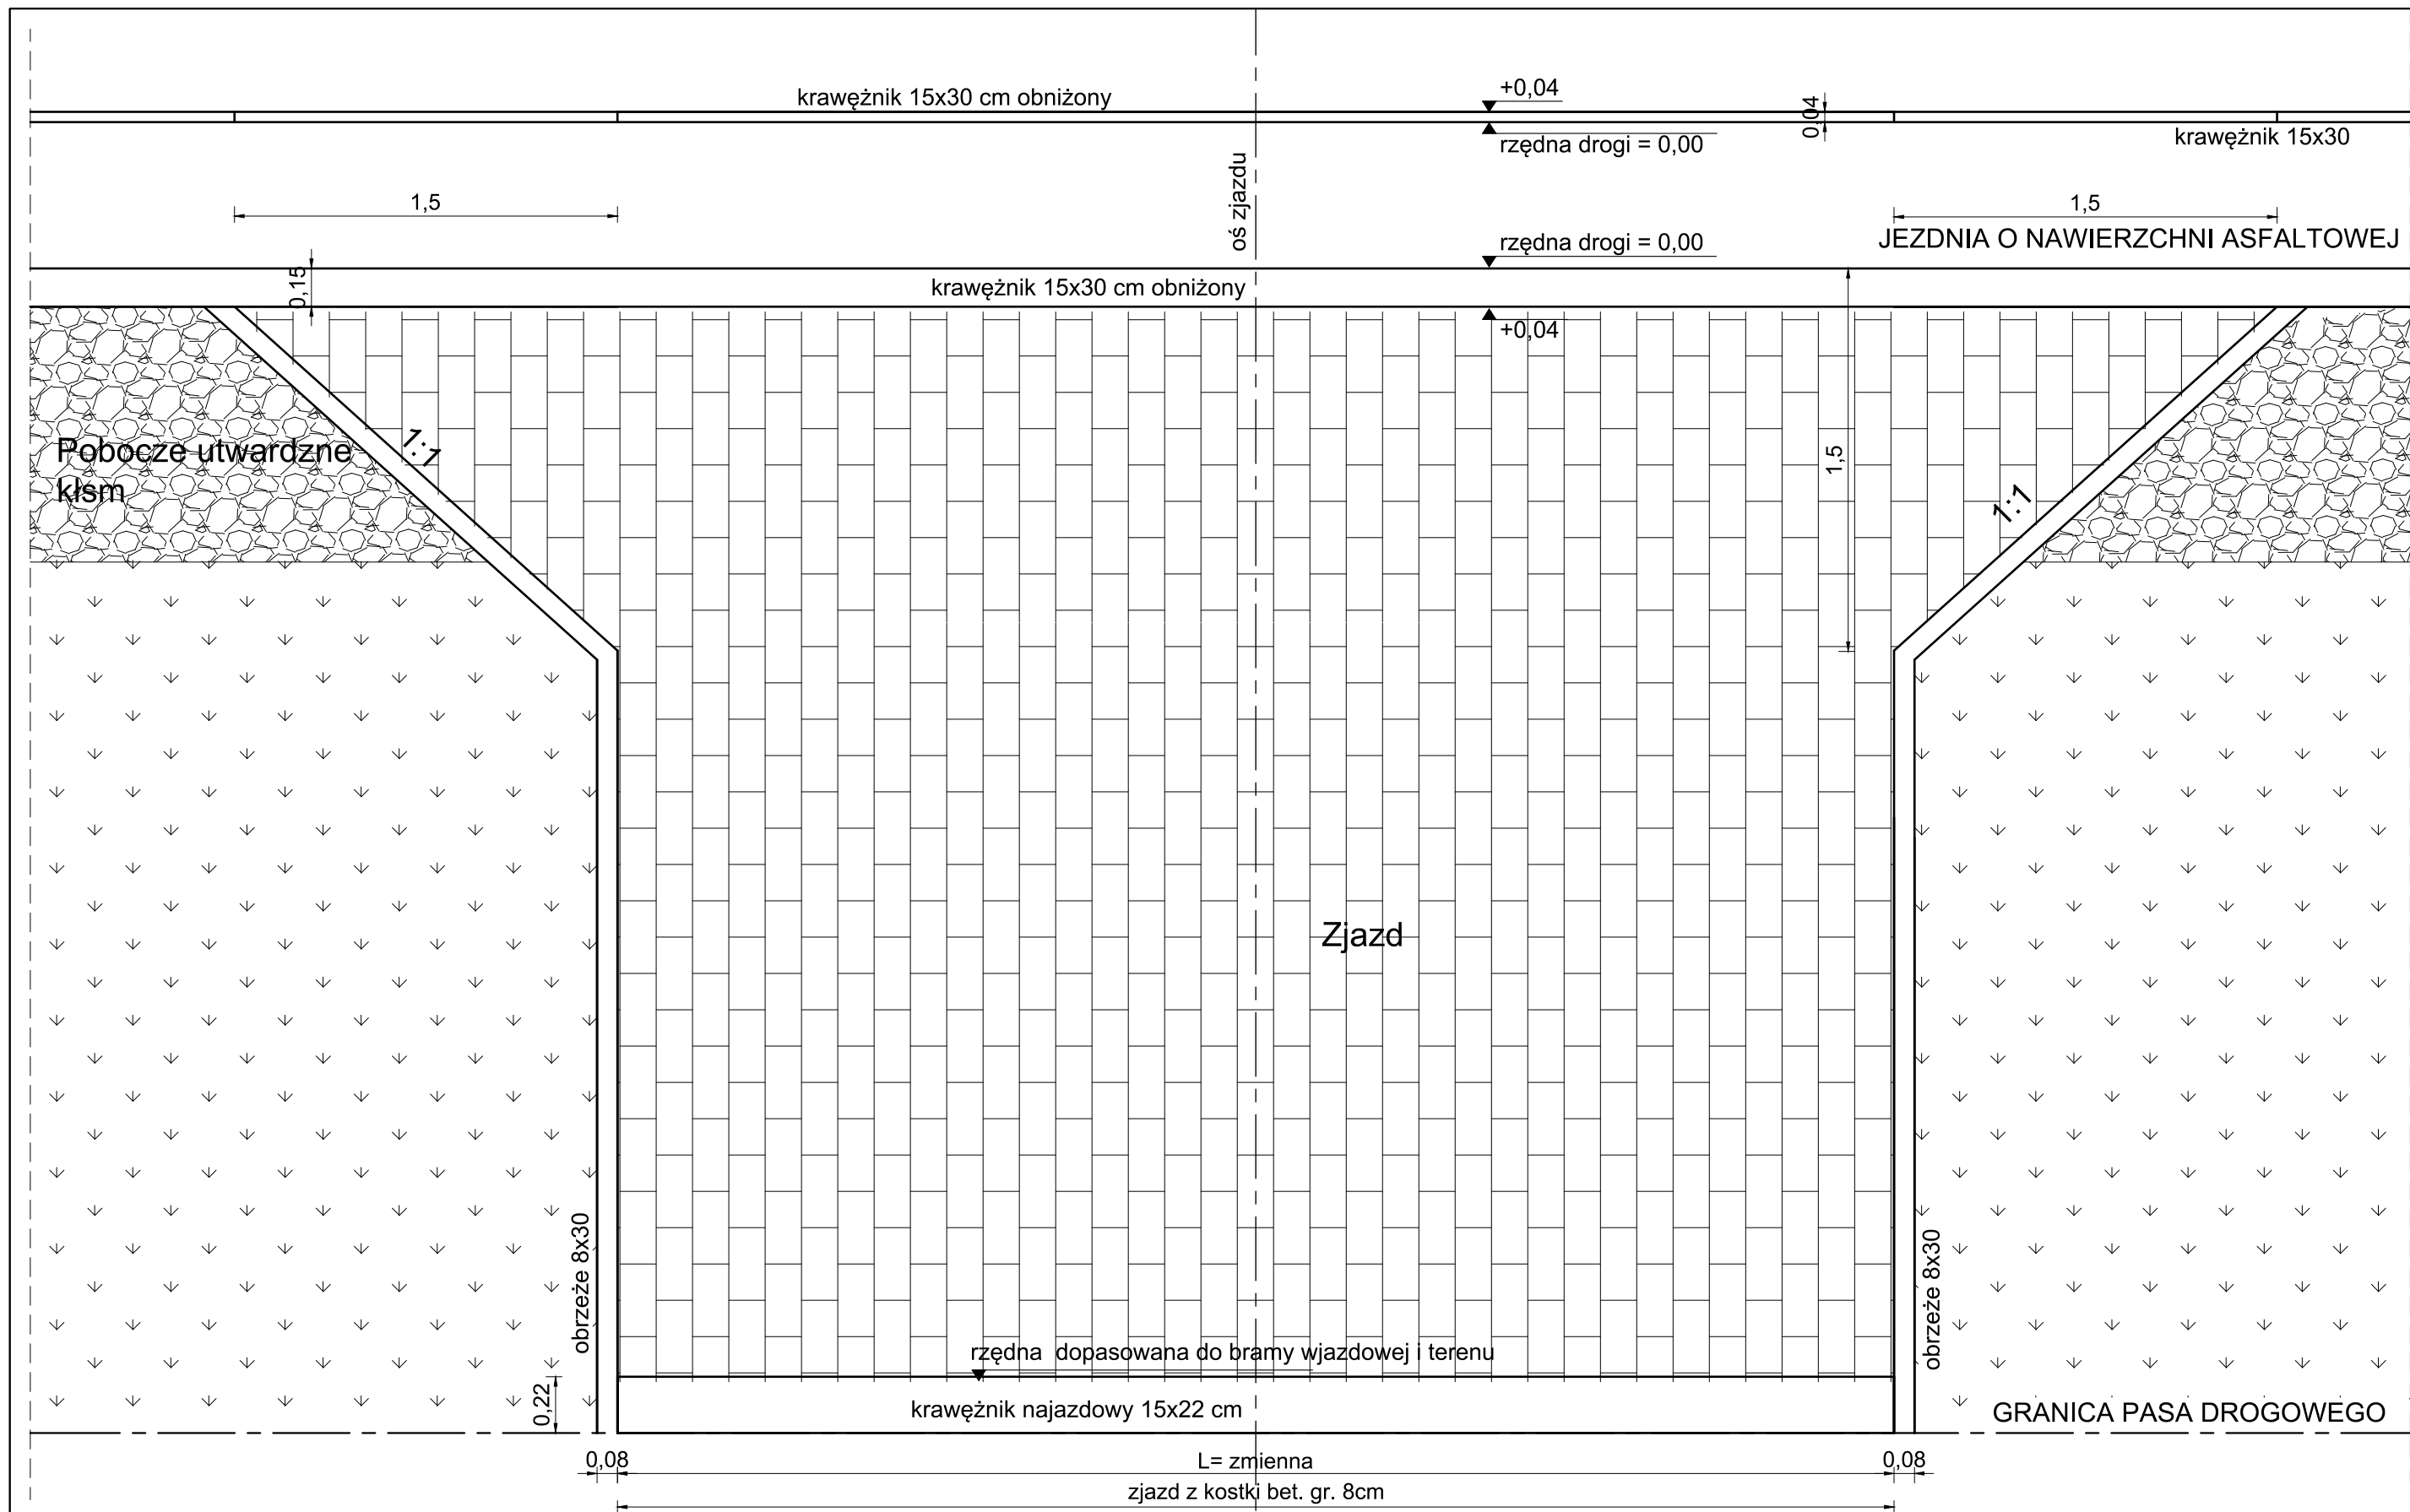 krawężnik 15x30 cm obniżony
+0,04
0,04
rzędna drogi = 0,00
krawężnik 15x30
oś zjazdu
1,5
1,5
rzędna drogi = 0,00
JEZDNIA O NAWIERZCHNI ASFALTOWEJ
0,15
krawężnik 15x30 cm obniżony
+0,04
Pobocze utwardzne
kłsm
1:1
1,5
1:1
Zjazd
obrzeże 8x30
obrzeże 8x30
rzędna dopasowana do bramy wjazdowej i terenu
0,22
krawężnik najazdowy 15x22 cm
GRANICA PASA DROGOWEGO
0,08
L= zmienna
0,08
zjazd z kostki bet. gr. 8cm